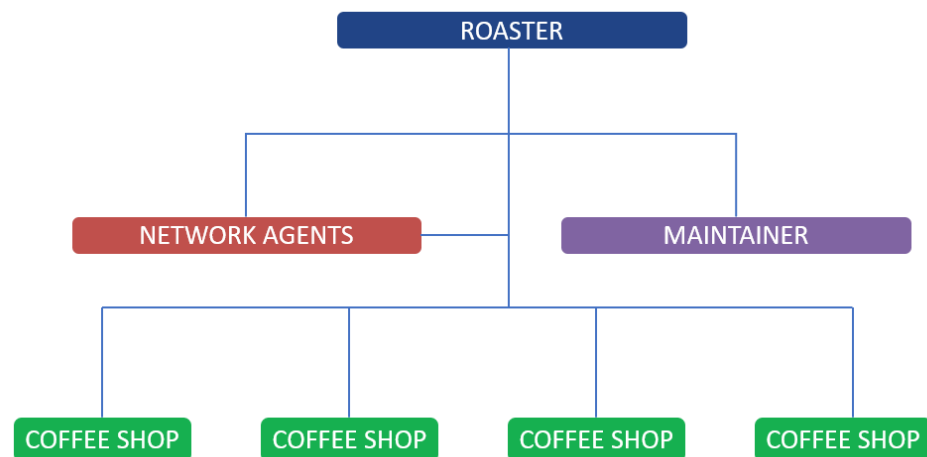 ROASTER
NETWORK AGENTS
MAINTAINER
COFFEE SHOP
COFFEE SHOP
COFFEE SHOP
COFFEE SHOP